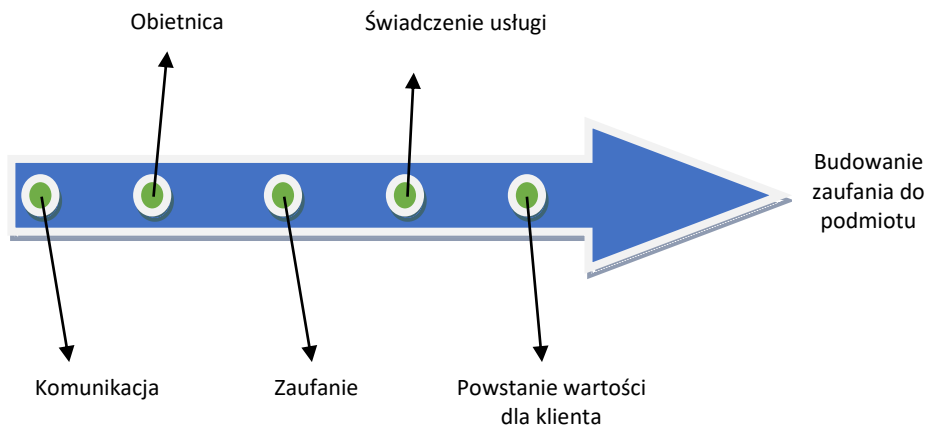 Obietnica
Świadczenie usługi
Budowanie
zaufania do
podmiotu
Komunikacja
Zaufanie
Powstanie wartości
dla klienta